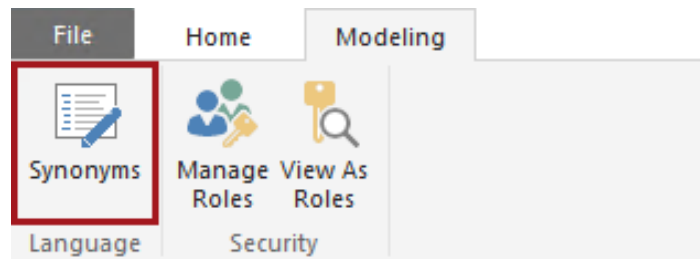 File Home Modeling
Synonyms Manage View As
Roles Roles
Language Security